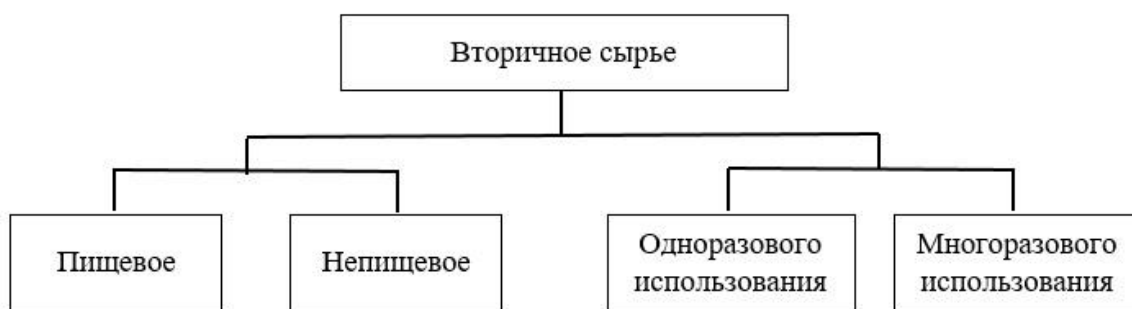 Вторичное сырье
Пищевое
Непищевое
Одноразового
использования
Многоразового
использования